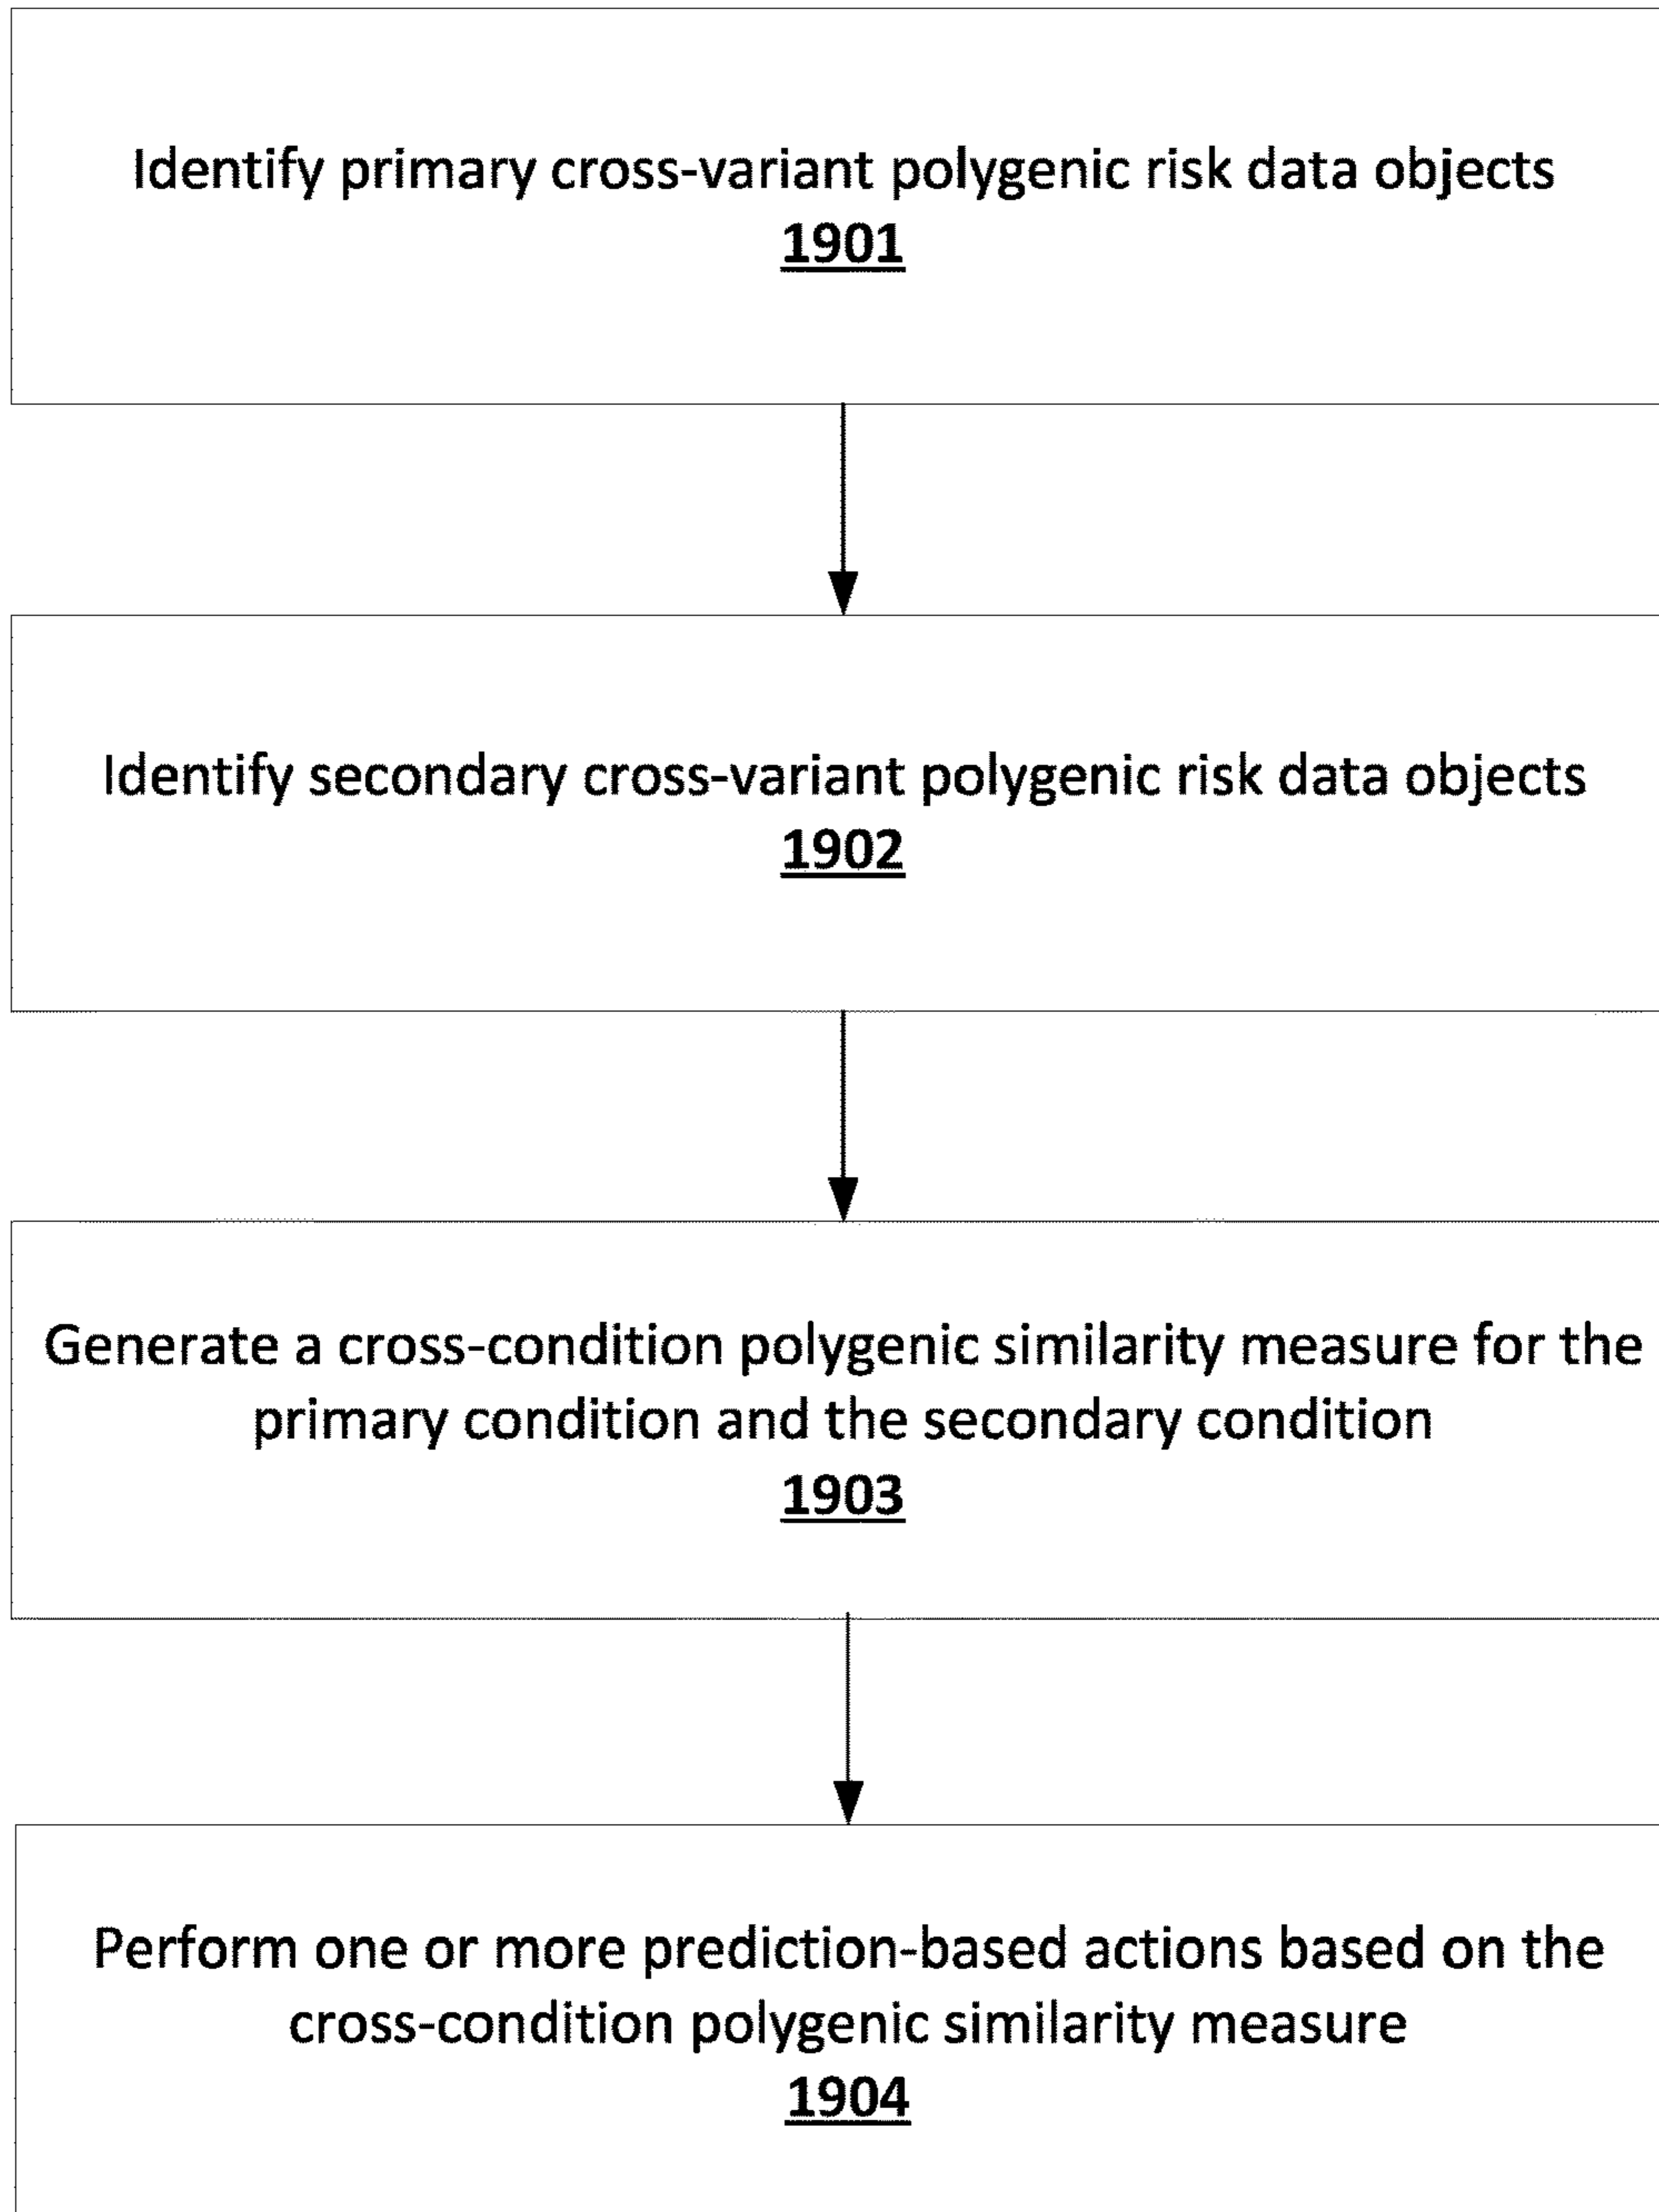 Identify primary cross-variant polygenic risk data objects
1901
Identify secondary cross-variant polygenic risk data objects
1902
Generate a cross-condition polygenic similarity measure for the
primary condition and the secondary condition
1903
Perform one or more prediction-based actions based on the
cross-condition polygenic similarity measure
1904